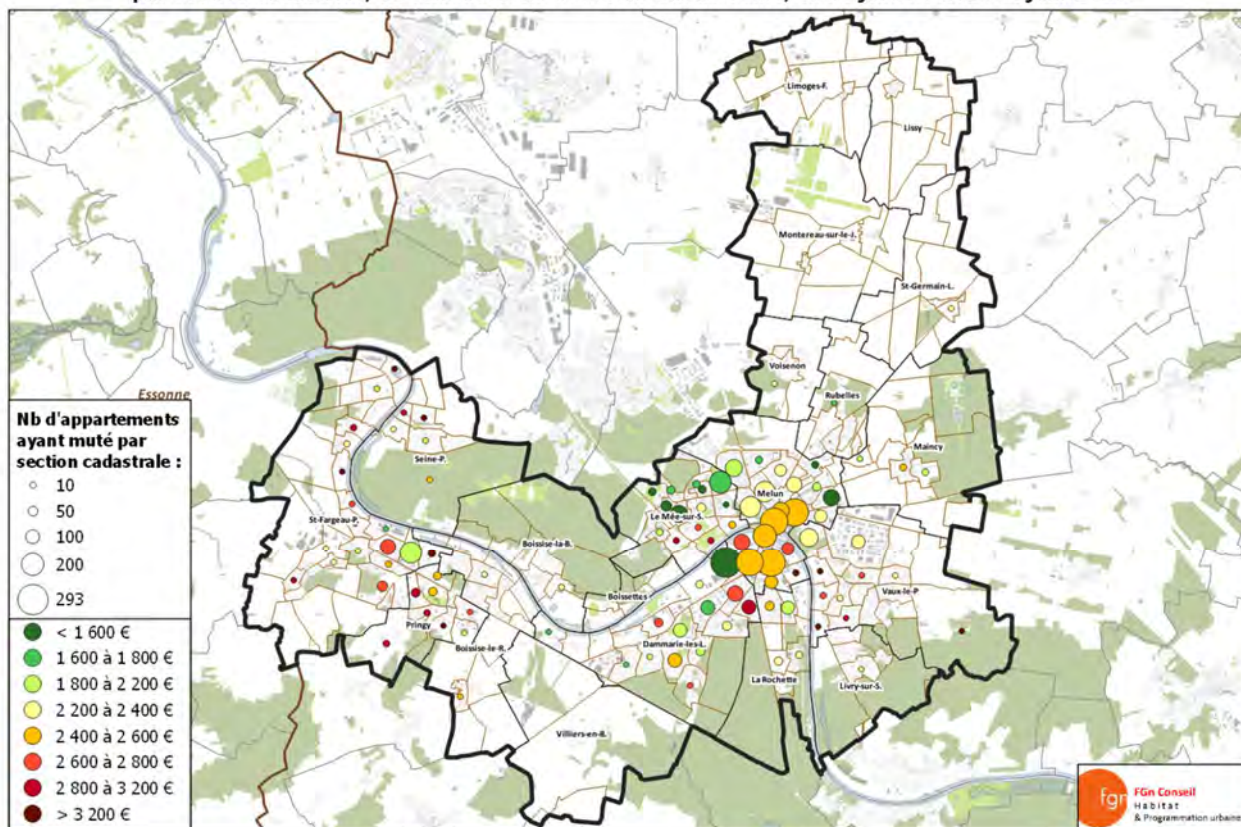 Limoges-F.
Lissy
Montereau-sur-le-J.
St-Germain-L.
Voisenon
Rubelles
Essonne
Nb d'appartements
ayant muté par
section cadastrale :
10
50
100
200
293
< 1 600 €
1 600 à 1 800 €
1 800 à 2 200 €
2 200 à 2 400 €
2 400 à 2 600 €
2 600 à 2 800 €
2 800 à 3 200 €
> 3 200 €
Seine-P.
Maincy
Melun
Le Mée-sur-S.
St-Fargeau-P.
Boissise-la-B.
Boissettes
Vaux-le-P
Pringy
Boissise-le-R.
Dammarie-les-L.
La Rochette
Livry-sur-S.
Villiers-en-B.
fgn
FGn Conseil
Habitat
& Programmation urbaine